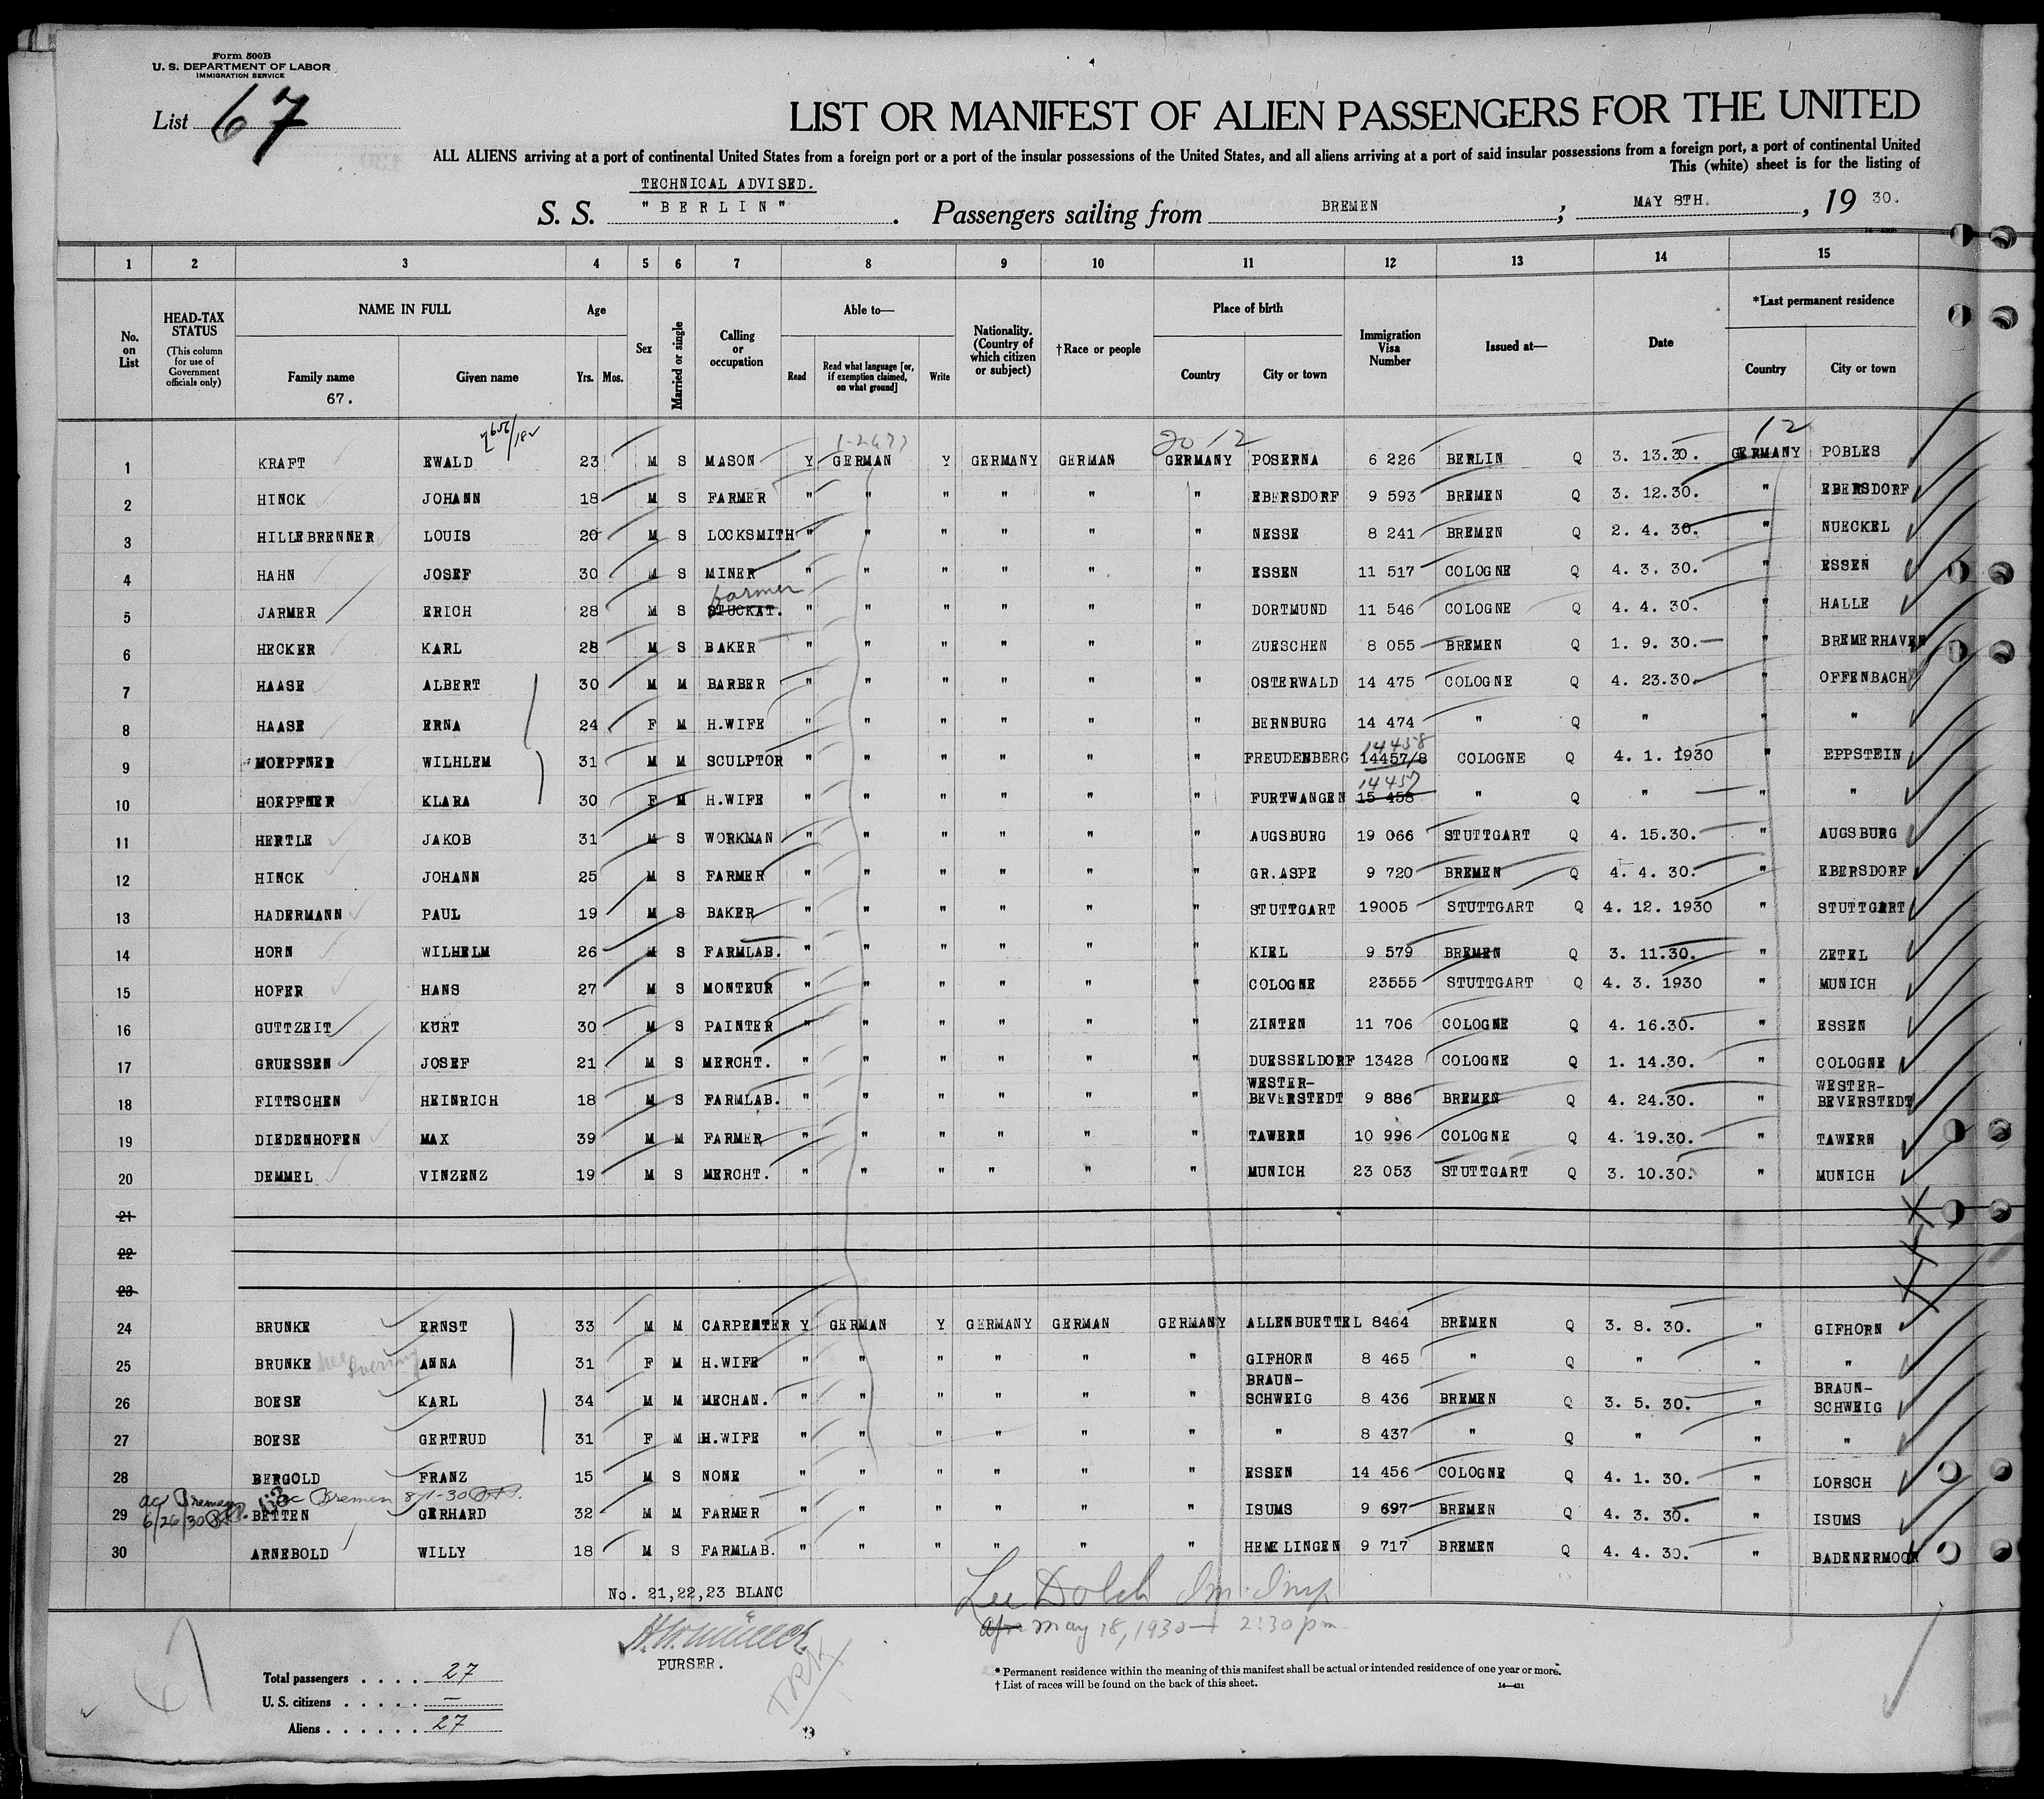 Form 500B
U. S. DEPARTMENT OF LABOR
IMMIGRATION SERVICE
List 67
LIST OR MANIFEST OF ALIEN PASSENGERS FOR THE UNITED
ALL ALIENS arriving at a port of continental United States from a foreign port or a port of the insular possessions of the United States, and all aliens arriving at a port of said insular possessions from a foreign port, a port of continental United
This (white) sheet is for the listing of
TECHNICAL ADVISED.
S. S. "BERLIN". Passengers sailing from BREMEN; MAY 8TH., 19 30.
1 2 3 4 5 6 7 8 9 10 11 12 13 14 15
No. on List
HEAD-TAX STATUS (This column for use of Government officials only)
NAME IN FULL Family name Given name
67.
Age Yrs. Mos.
Sex
Married or single
Calling or occupation
Able to— Read Read what language [or, if exemption claimed, on what ground] Write
Nationality. (Country of which citizen or subject)
†Race or people
Place of birth Country City or town
Immigration Visa Number
Issued at—
Date
*Last permanent residence Country City or town
20 12 12
1 KRAFT EWALD 23 M S MASON Y GERMAN Y GERMANY GERMAN GERMANY POSERNA 6 226 BERLIN Q 3. 13.30. GERMANY POBLES
2 HINCK JOHANN 18 M S FARMER " " " " " " EBERSDORF 9 593 BREMEN Q 3. 12.30. " EBERSDORF
3 HILLEBRENNER LOUIS 20 M S LOCKSMITH " " " " " " NESSE 8 241 BREMEN Q 2. 4. 30. " NUECKEL
4 HAHN JOSEF 30 M S MINER " " " " " " ESSEN 11 517 COLOGNE Q 4. 3. 30. " ESSEN
farmer
5 JARMER ERICH 28 M S STUCKAT. " " " " " " DORTMUND 11 546 COLOGNE Q 4. 4. 30. " HALLE
6 HECKER KARL 28 M S BAKER " " " " " " ZUESCHEN 8 055 BREMEN Q 1. 9. 30. " BREMERHAVEN
7 HAASE ALBERT 30 M M BARBER " " " " " " OSTERWALD 14 475 COLOGNE Q 4. 23.30. " OFFENBACH
8 HAASE ERNA 24 F M H.WIFE " " " " " " BERNBURG 14 474 " Q " " "
14458
9 HOEPFNER WILHLEM 31 M M SCULPTOR " " " " " " FREUDENBERG 14457/8 COLOGNE Q 4. 1. 1930 " EPPSTEIN
14457
10 HOEPFNER KLARA 30 F M H.WIFE " " " " " " FURTWANGEN 15 458 " Q " " "
11 HERTLE JAKOB 31 M S WORKMAN " " " " " " AUGSBURG 19 066 STUTTGART Q 4. 15.30. " AUGSBURG
12 HINCK JOHANN 25 M S FARMER " " " " " " GR.ASPE 9 720 BREMEN Q 4. 4. 30. " EBERSDORF
13 HADERMANN PAUL 19 M S BAKER " " " " " " STUTTGART 19005 STUTTGART Q 4. 12. 1930 " STUTTGART
14 HORN WILHELM 26 M S FARMLAB. " " " " " " KIEL 9 579 BREMEN Q 3. 11.30. " ZETEL
15 HOFER HANS 27 M S MONTEUR " " " " " " COLOGNE 23555 STUTTGART Q 4. 3. 1930 " MUNICH
16 GUTTZEIT KURT 30 M S PAINTER " " " " " " ZINTEN 11 706 COLOGNE Q 4. 16.30. " ESSEN
17 GRUESSEN JOSEF 21 M S MERCHT. " " " " " " DUESSELDORF 13428 COLOGNE Q 1. 14.30. " COLOGNE
18 FITTSCHEN HEINRICH 18 M S FARMLAB. " " " " " " WESTER-BEVERSTEDT 9 886 BREMEN Q 4. 24.30. " WESTER-BEVERSTEDT
19 DIEDENHOFEN MAX 39 M M FARMER " " " " " " TAWERN 10 996 COLOGNE Q 4. 19.30. " TAWERN
20 DEMMEL VINZENZ 19 M S MERCHT. " " " " " " MUNICH 23 053 STUTTGART Q 3. 10.30. " MUNICH
21
22
23
24 BRUNKE ERNST 33 M M CARPENTER Y GERMAN Y GERMANY GERMAN GERMANY ALLENBUETTEL 8464 BREMEN Q 3. 8. 30. " GIFHORN
25 BRUNKE ANNA 31 F M H.WIFE " " " " " " GIFHORN 8 465 " Q " " "
26 BOESE KARL 34 M M MECHAN. " " " " " " BRAUN-SCHWEIG 8 436 BREMEN Q 3. 5. 30. " BRAUN-SCHWEIG
27 BOESE GERTRUD 31 F M H.WIFE " " " " " " " 8 437 " Q " " "
28 BERGOLD FRANZ 15 M S NONE " " " " " " ESSEN 14 456 COLOGNE Q 4. 1. 30. " LORSCH
Bremen 6/26/30 Bremen 8-1-30
29 BETTEN GERHARD 32 M M FARMER " " " " " " ISUMS 9 697 BREMEN Q 4. 3. 30. " ISUMS
30 ARNEBOLD WILLY 18 M S FARMLAB. " " " " " " HEMELINGEN 9 717 BREMEN Q 4. 4. 30. " BADENERMOOR
No. 21,22,23 BLANC
Lee Dolch Im. Insp
May 18, 1930 — 2:30 pm
PURSER.
67
Total passengers . . . . 27
U. S. citizens . . . . . —
Aliens . . . . . . 27
* Permanent residence within the meaning of this manifest shall be actual or intended residence of one year or more.
† List of races will be found on the back of this sheet.
14—431